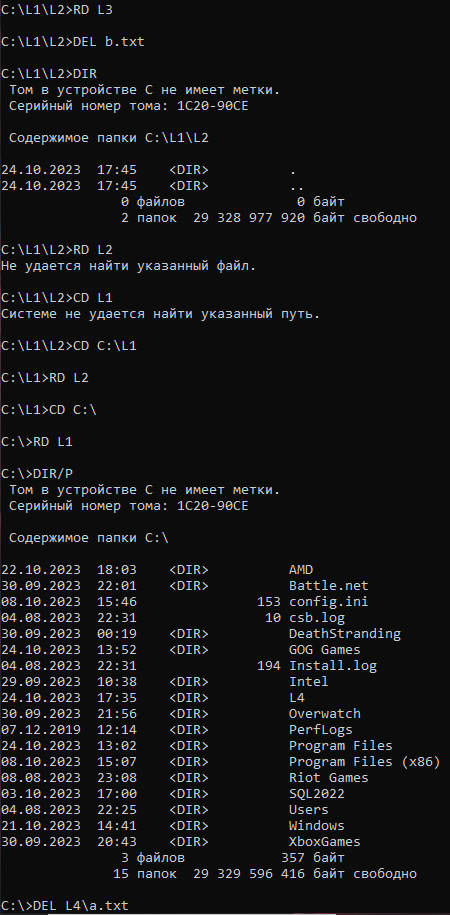 C:\L1\L2>RD L3
C:\L1\L2>DEL b.txt
C:\L1\L2>DIR
Том в устройстве C не имеет метки.
Серийный номер тома: 1C20-90CE
Содержимое папки C:\L1\L2
24.10.2023  17:45    <DIR>          .
24.10.2023  17:45    <DIR>          ..
0 файлов              0 байт
2 папок  29 328 977 920 байт свободно
C:\L1\L2>RD L2
Не удается найти указанный файл.
C:\L1\L2>CD L1
Системе не удается найти указанный путь.
C:\L1\L2>CD C:\L1
C:\L1>RD L2
C:\L1>CD C:\
C:\>RD L1
C:\>DIR/P
Том в устройстве C не имеет метки.
Серийный номер тома: 1C20-90CE
Содержимое папки C:\
22.10.2023  18:03    <DIR>          AMD
30.09.2023  22:01    <DIR>          Battle.net
08.10.2023  15:46               153 config.ini
04.08.2023  22:31                10 csb.log
30.09.2023  00:19    <DIR>          DeathStranding
24.10.2023  13:52    <DIR>          GOG Games
04.08.2023  22:31               194 Install.log
29.09.2023  10:38    <DIR>          Intel
24.10.2023  17:35    <DIR>          L4
30.09.2023  21:56    <DIR>          Overwatch
07.12.2019  12:14    <DIR>          PerfLogs
24.10.2023  13:02    <DIR>          Program Files
08.10.2023  15:07    <DIR>          Program Files (x86)
08.08.2023  23:08    <DIR>          Riot Games
03.10.2023  17:00    <DIR>          SQL2022
04.08.2023  22:25    <DIR>          Users
21.10.2023  14:41    <DIR>          Windows
30.09.2023  20:43    <DIR>          XboxGames
3 файлов            357 байт
15 папок  29 329 596 416 байт свободно
C:\>DEL L4\a.txt